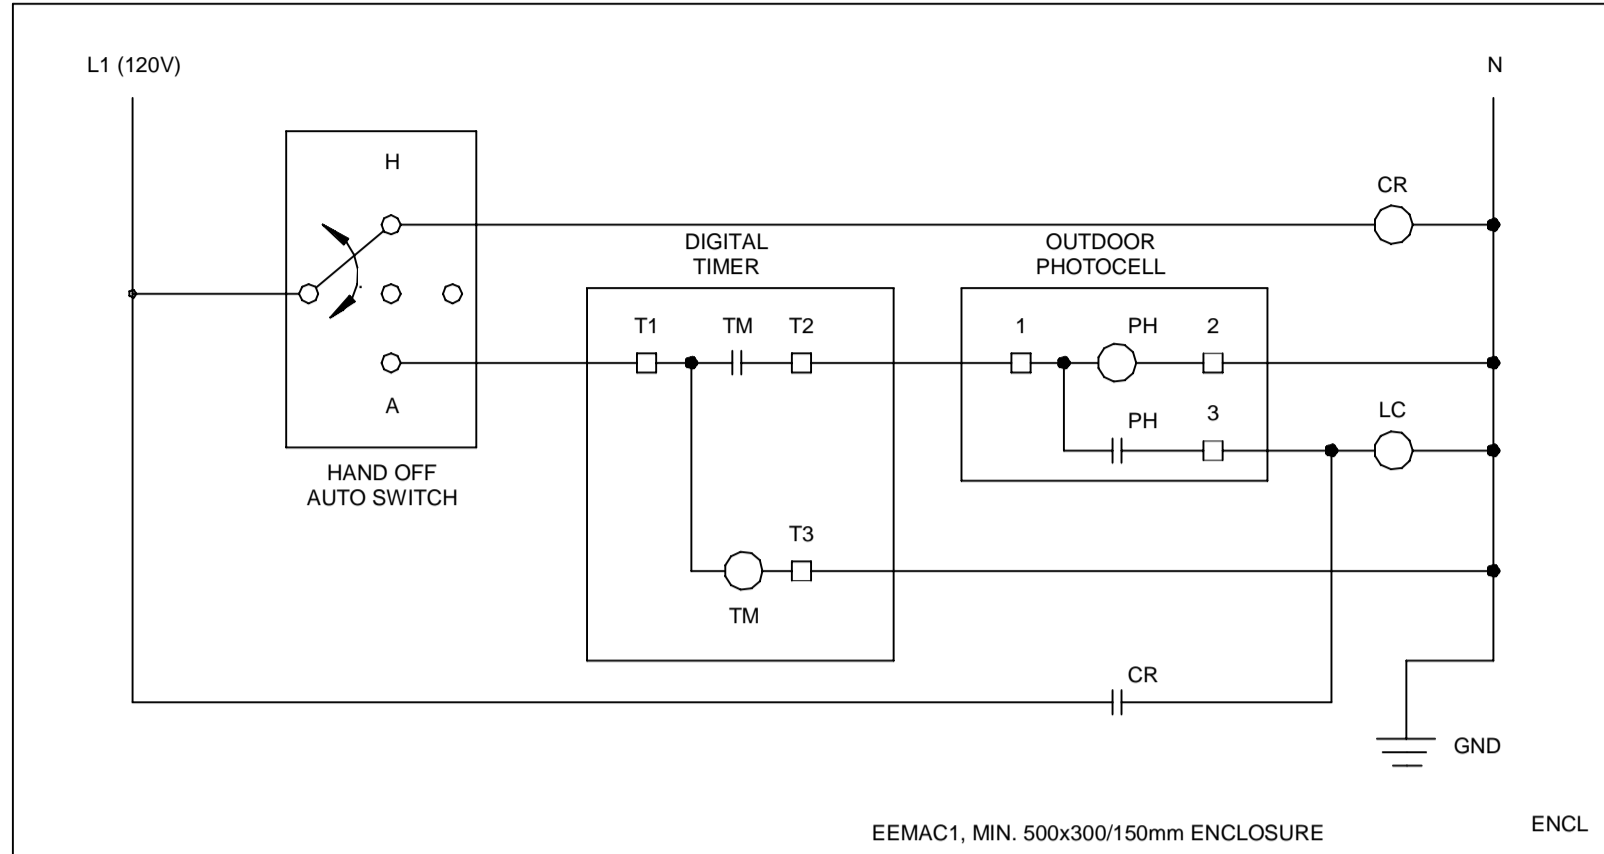 L1 (120V)
N
H
CR
DIGITAL
TIMER
OUTDOOR
PHOTOCELL
T1
TM
T2
1
PH
2
A
PH
3
LC
HAND OFF
AUTO SWITCH
T3
TM
CR
GND
EEMAC1, MIN. 500x300/150mm ENCLOSURE
ENCL